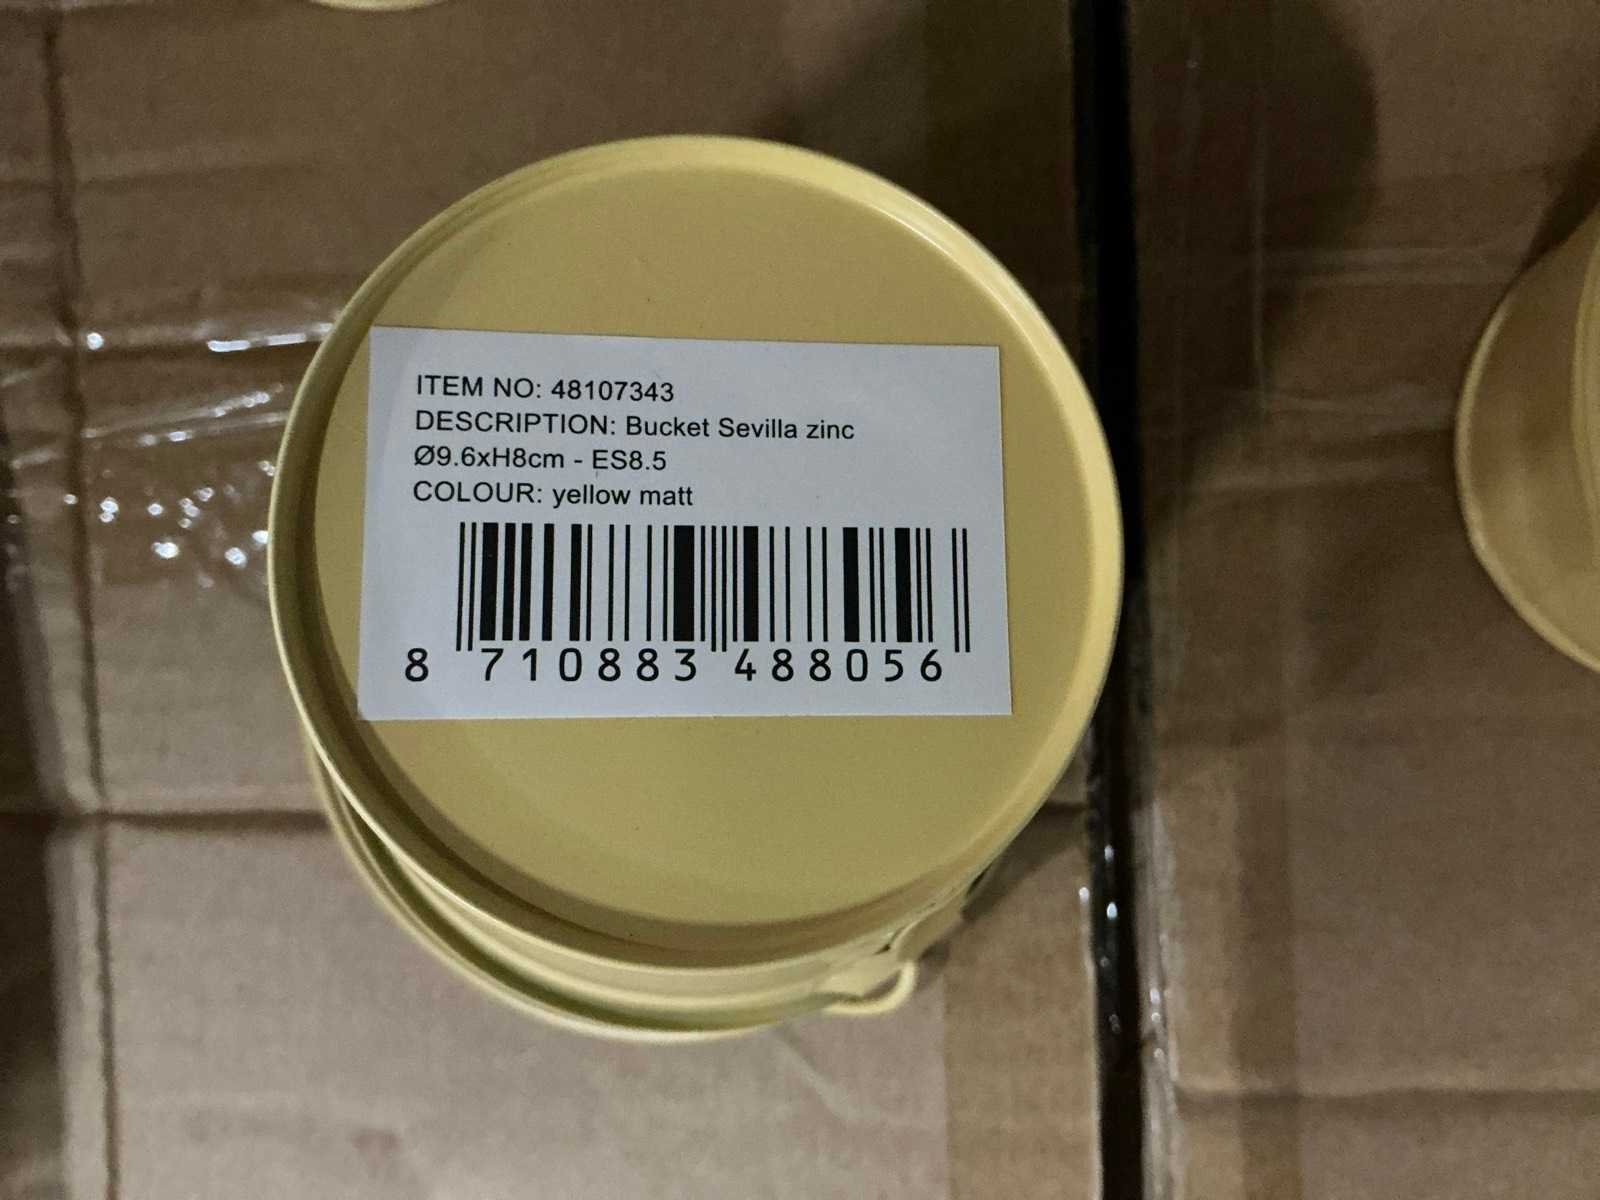 ITEM NO: 48107343
DESCRIPTION: Bucket Sevilla zinc
Ø9.6xH8cm - ES8.5
COLOUR: yellow matt
8 710883 488056